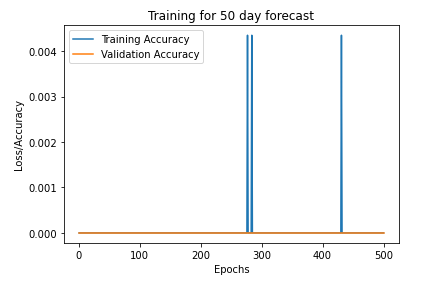 Training for 50 day forecast
Training Accuracy
Validation Accuracy
Loss/Accuracy
0.004
0.003
0.002
0.001
0.000
0 100 200 300 400 500
Epochs